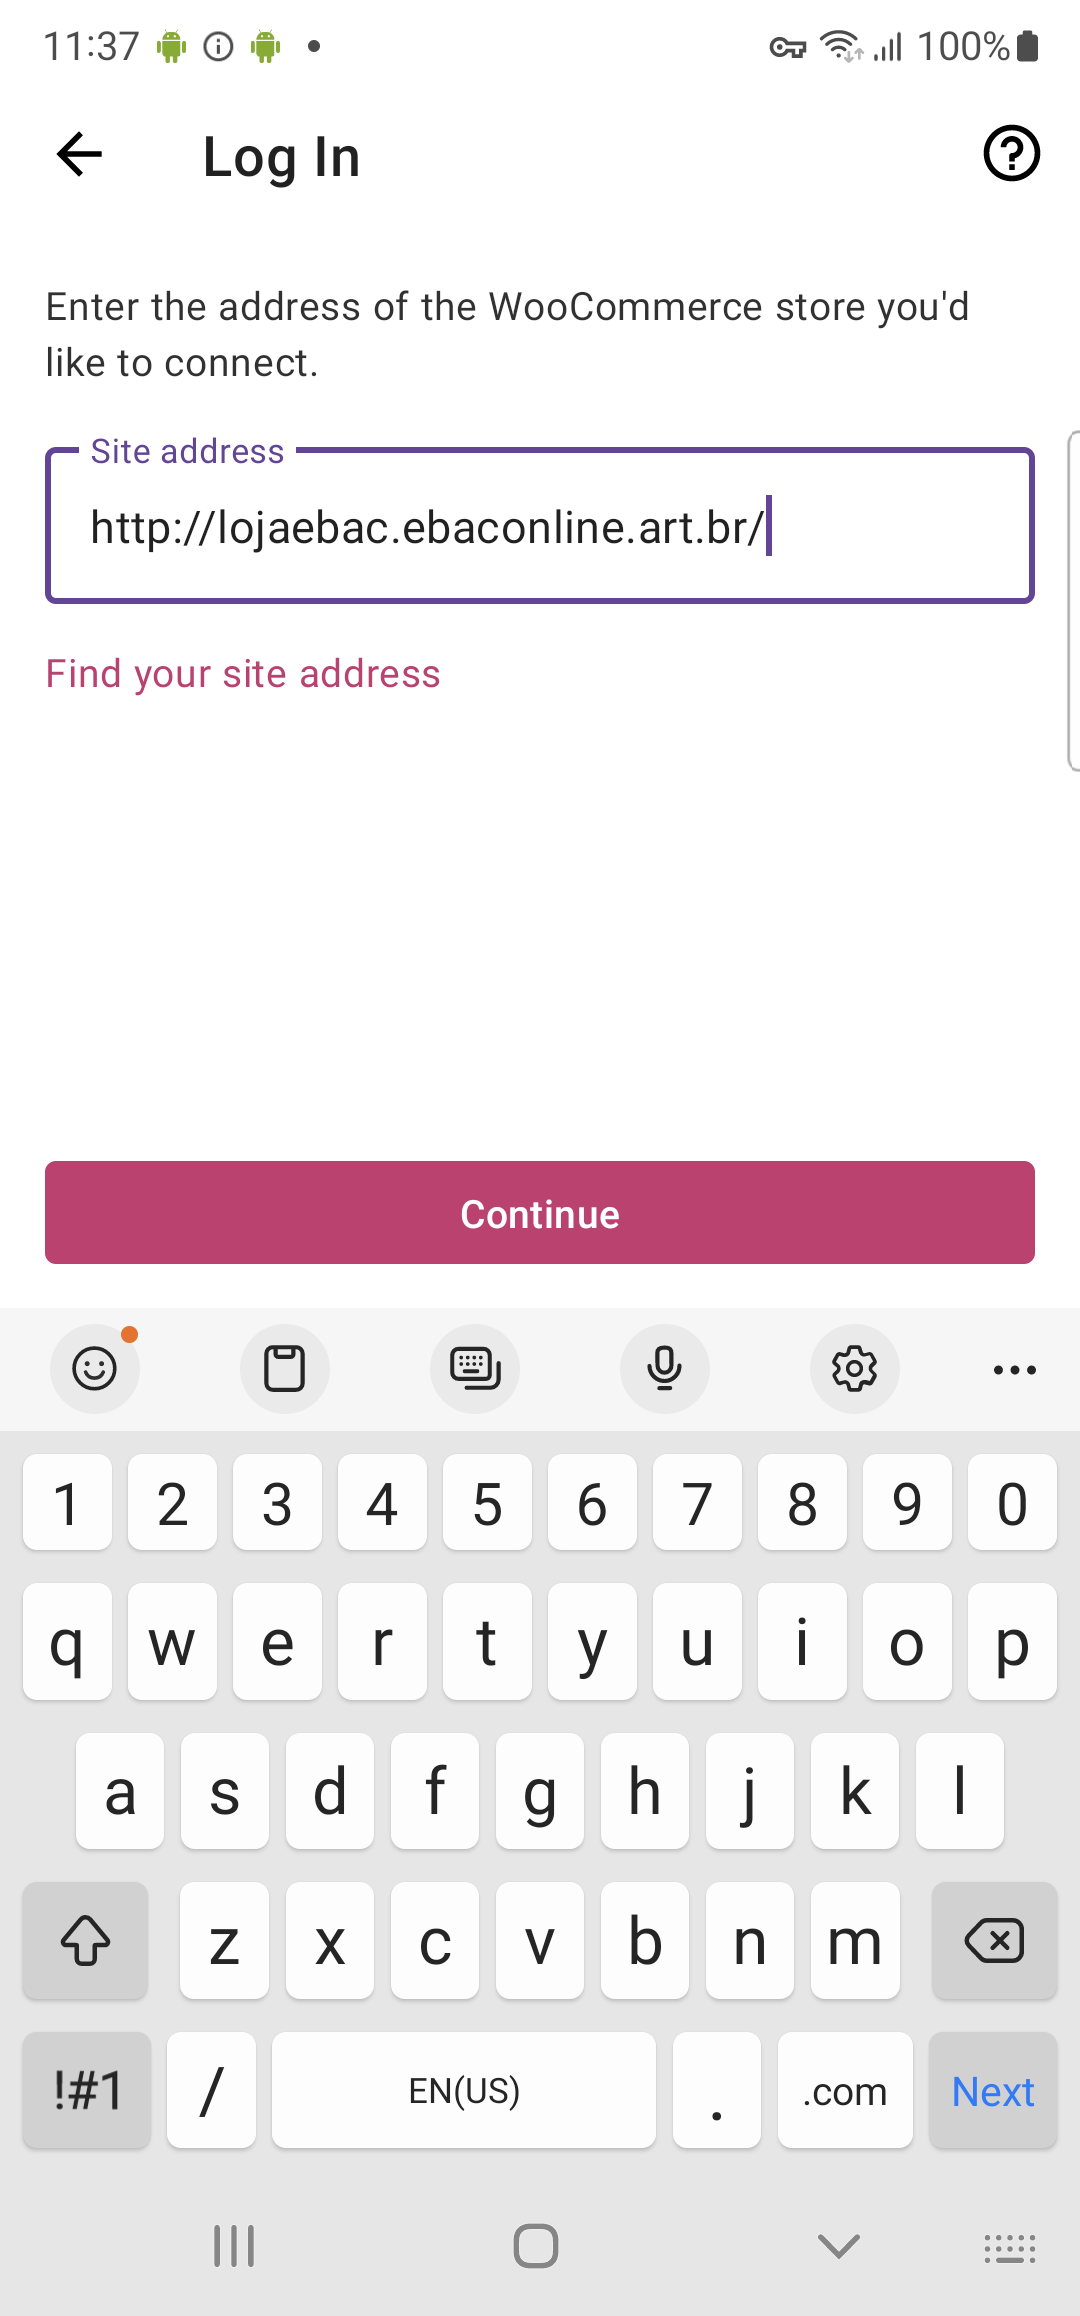 11:37 100%
Log In
Enter the address of the WooCommerce store you'd
like to connect.
Site address
http://lojaebac.ebaconline.art.br/
Find your site address
Continue
1 2 3 4 5 6 7 8 9 0
q w e r t y u i o p
a s d f g h j k l
z x c v b n m
!#1 / EN(US) . .com Next